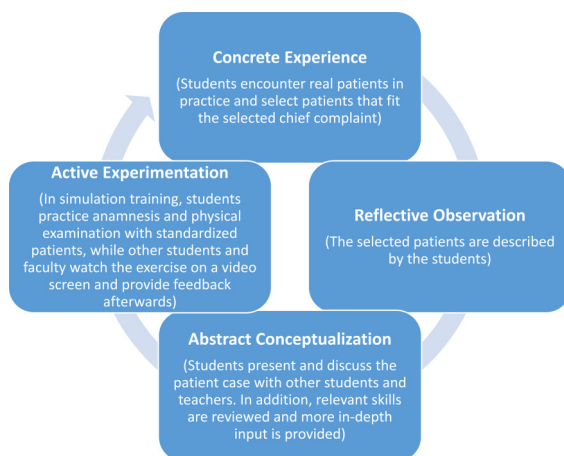 Concrete Experience
(Students encounter real patients in
practice and select patients that fit
the selected chief complaint)
Reflective Observation
(The selected patients are described
by the students)
Abstract Conceptualization
(Students present and discuss the
patient case with other students and
teachers. In addition, relevant skills
are reviewed and more in-depth
input is provided)
Active Experimentation
(In simulation training, students
practice anamnesis and physical
examination with standardized
patients, while other students and
faculty watch the exercise on a video
screen and provide feedback
afterwards)